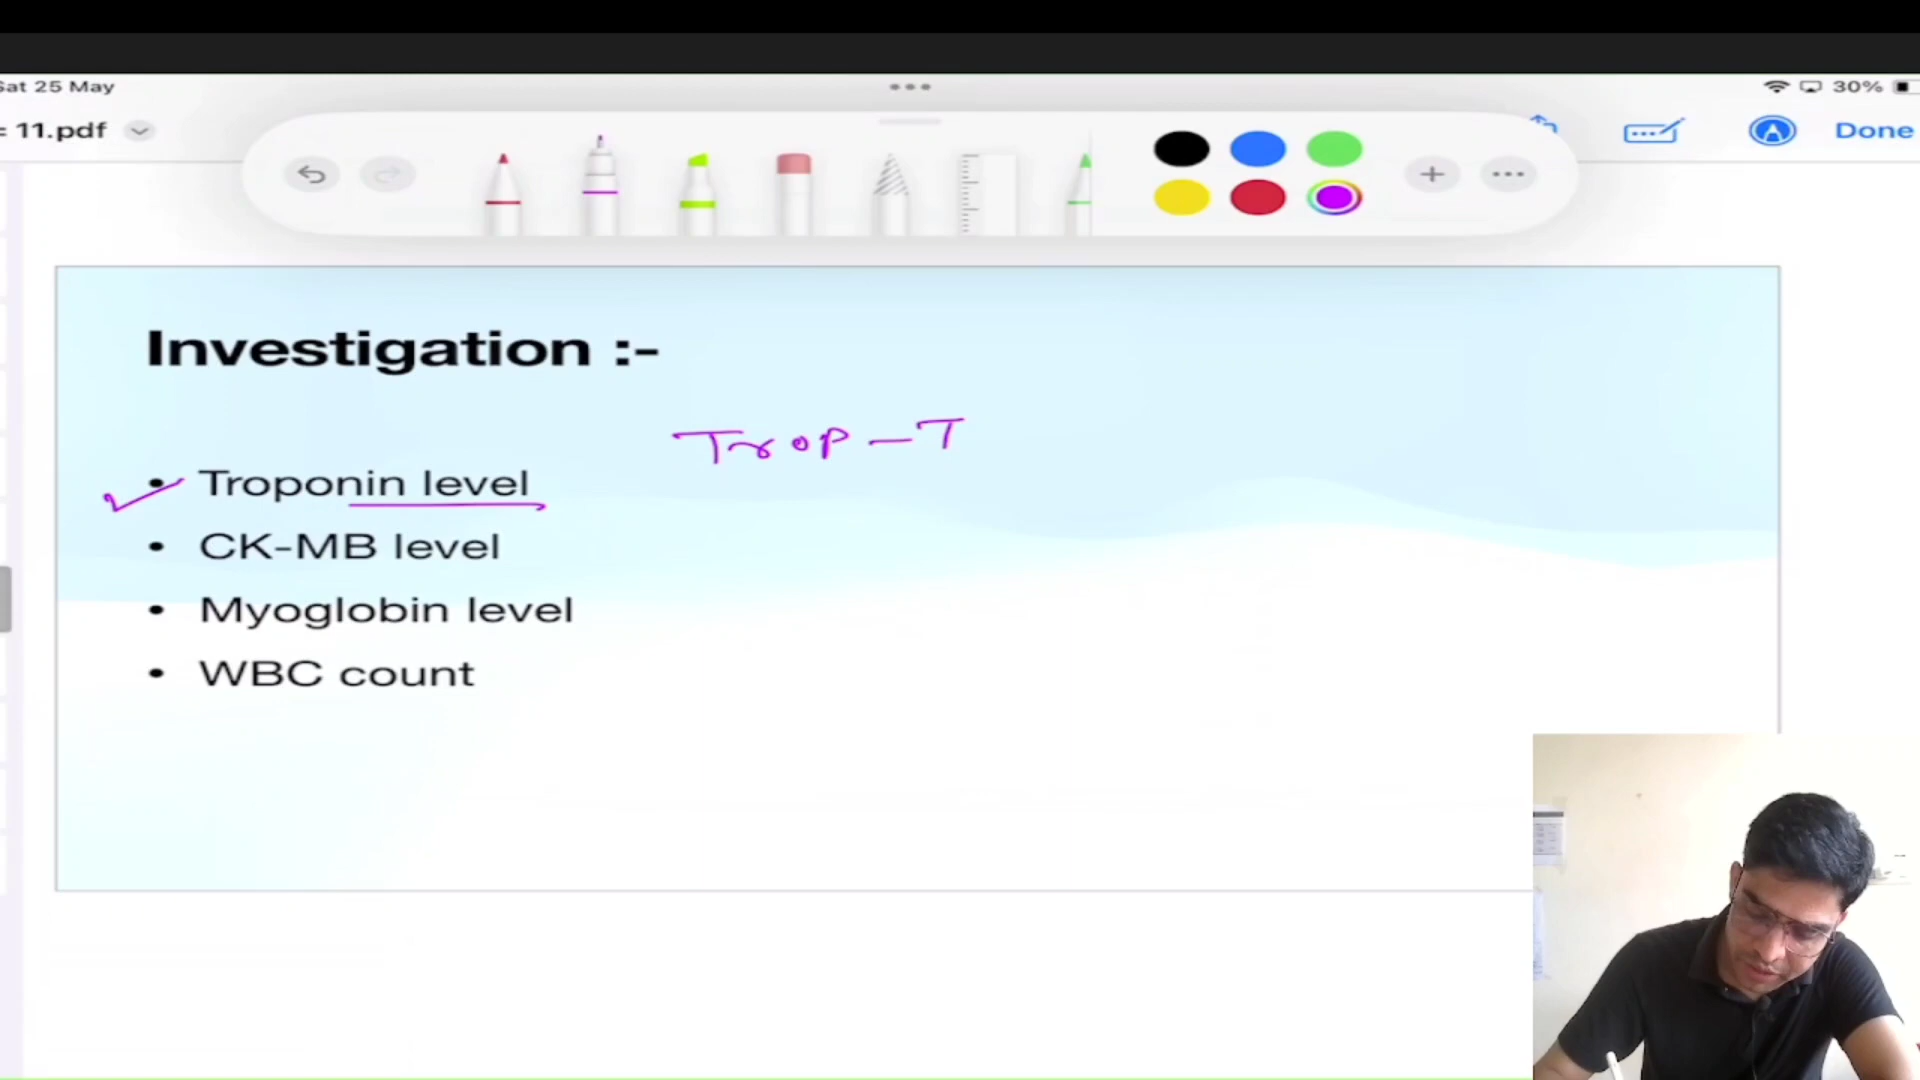 Sat 25 May
30%
= 11.pdf
Done
Investigation :-
Trop-T
• Troponin level
• CK-MB level
• Myoglobin level
• WBC count